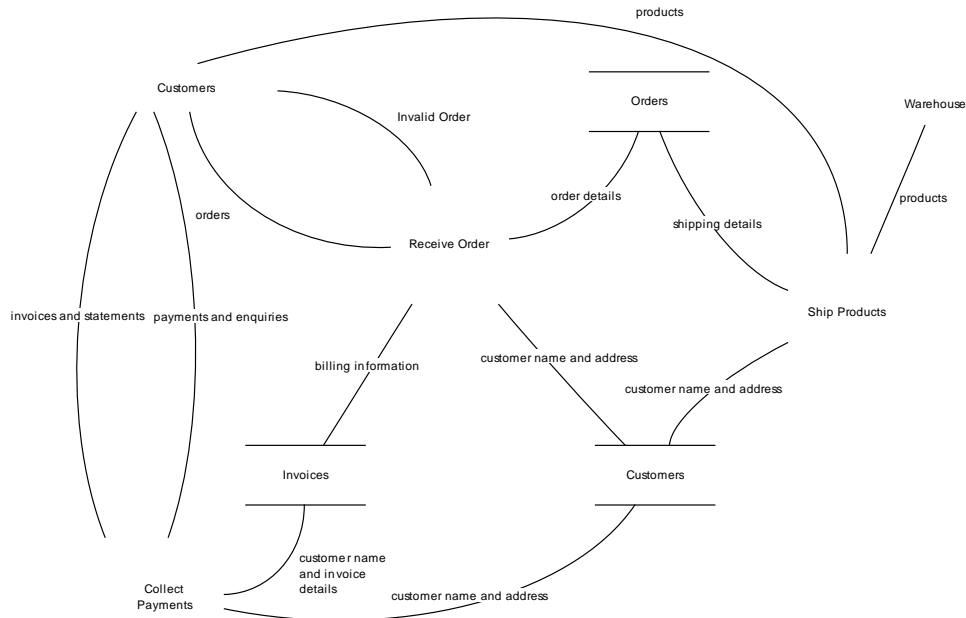 products
Customers
Orders
Warehouse
Invalid Order
order details
products
orders
shipping details
Receive Order
Ship Products
invoices and statements
payments and enquiries
customer name and address
billing information
customer name and address
Invoices
Customers
customer name
and invoice
details
Collect
Payments
customer name and address